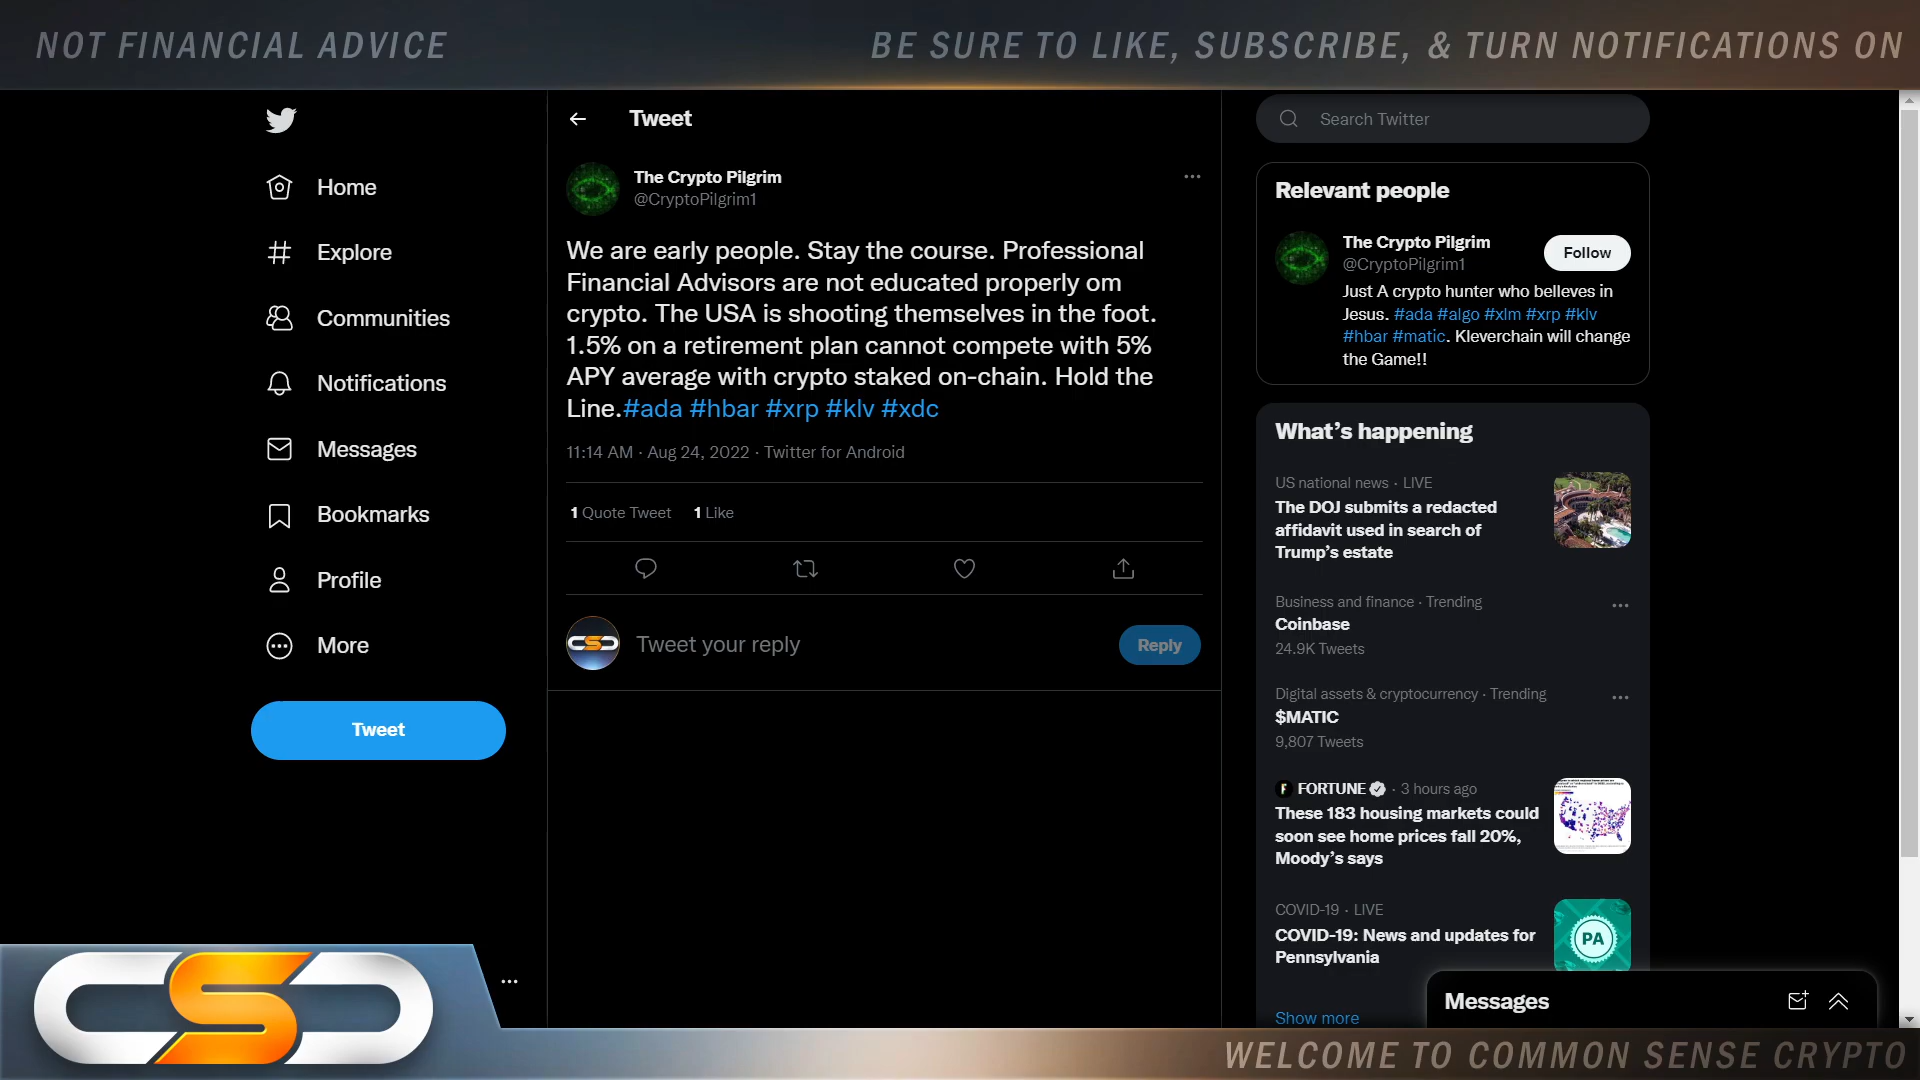 NOT FINANCIAL ADVICE
BE SURE TO LIKE, SUBSCRIBE, & TURN NOTIFICATIONS ON
Home
Explore
Communities
Notifications
Messages
Bookmarks
Profile
More
Tweet
Tweet
The Crypto Pilgrim
@CryptoPilgrim1
We are early people. Stay the course. Professional
Financial Advisors are not educated properly om
crypto. The USA is shooting themselves in the foot.
1.5% on a retirement plan cannot compete with 5%
APY average with crypto staked on-chain. Hold the
Line.#ada #hbar #xrp #klv #xdc
11:14 AM · Aug 24, 2022 · Twitter for Android
1 Quote Tweet 1 Like
CSC
Tweet your reply
Reply
Search Twitter
Relevant people
The Crypto Pilgrim
@CryptoPilgrim1
Follow
Just A crypto hunter who belleves in
Jesus. #ada #algo #xlm #xrp #klv
#hbar #matic. Kleverchain will change
the Game!!
What's happening
US national news · LIVE
The DOJ submits a redacted
affidavit used in search of
Trump's estate
Business and finance · Trending
Coinbase
24.9K Tweets
Digital assets & cryptocurrency · Trending
$MATIC
9,807 Tweets
F FORTUNE · 3 hours ago
These 183 housing markets could
soon see home prices fall 20%,
Moody's says
COVID-19 · LIVE
COVID-19: News and updates for
Pennsylvania
PA
Show more
Messages
CSC
WELCOME TO COMMON SENSE CRYPTO